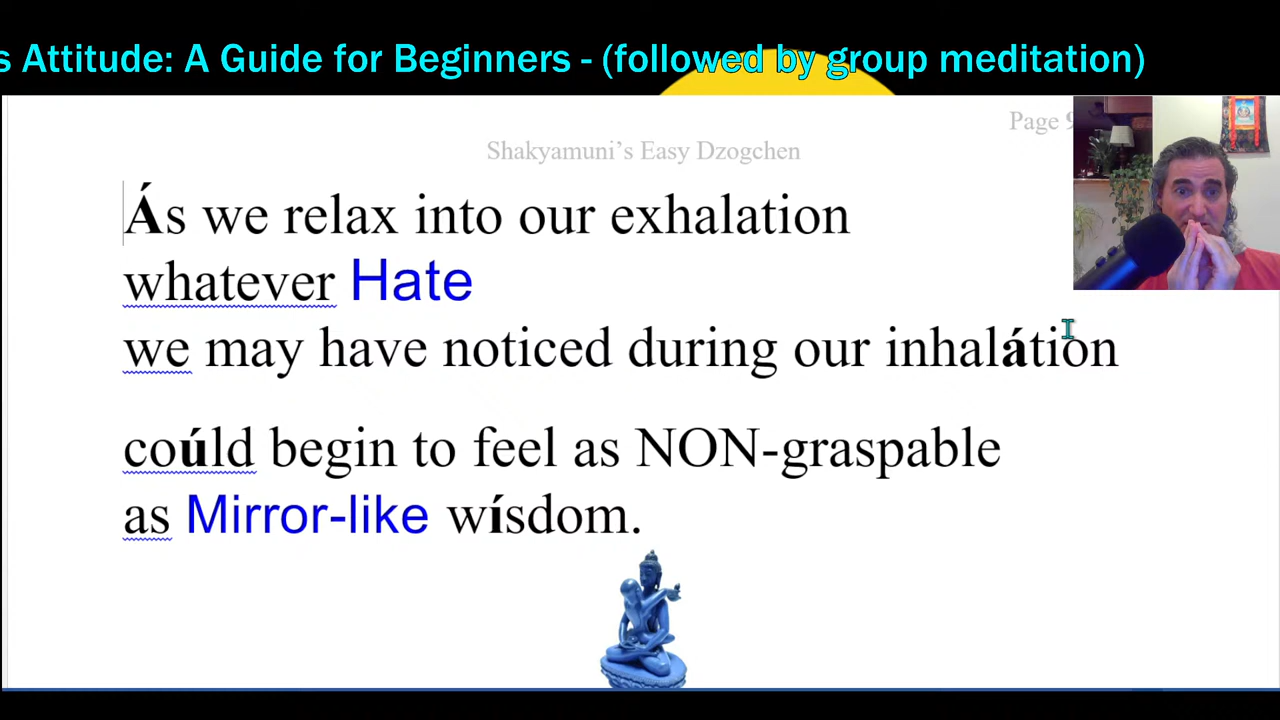 s Attitude: A Guide for Beginners - (followed by group meditation)
Page
Shakyamuni’s Easy Dzogchen
Ás we relax into our exhalation
whatever Hate
we may have noticed during our inhalátion
coúld begin to feel as NON-graspable
as Mirror-like wísdom.